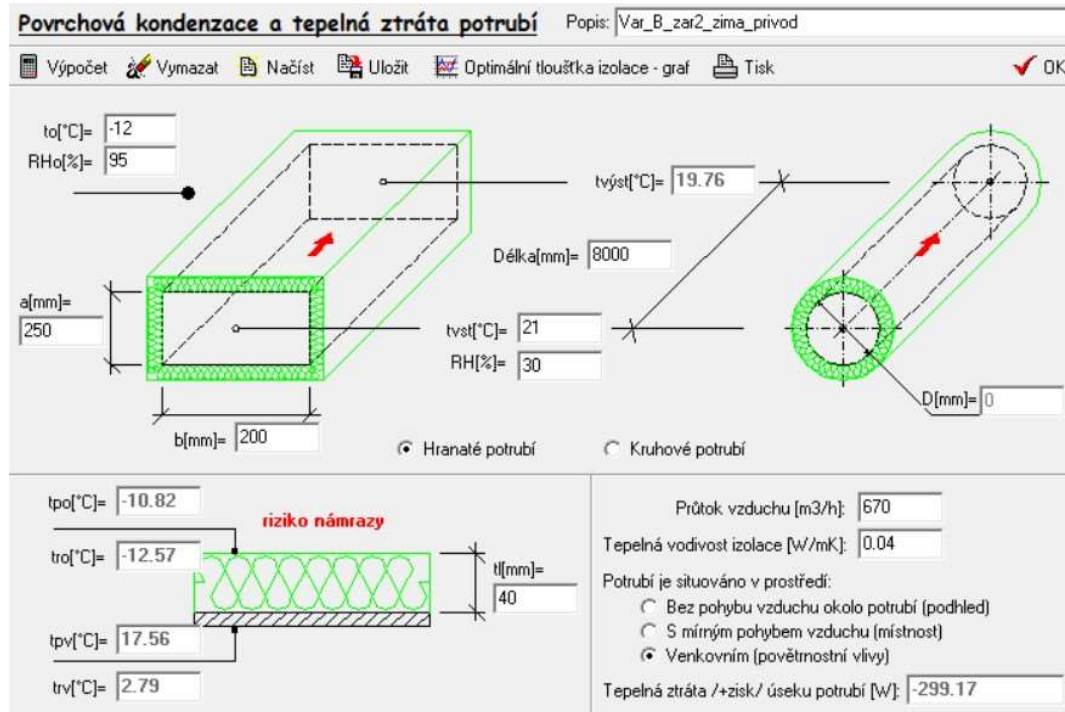 Povrchová kondenzace a tepelná ztráta potrubí Popis: Var_B_zar2_zima_privod
Výpočet Vymazat Načíst Uložit Optimální tloušťka izolace - graf Tisk OK
to[°C]= -12
RHo[%]= 95
tvýst[°C]= 19.76
Délka[mm]= 8000
a[mm]=
250
tvst[°C]= 21
RH[%]= 30
D[mm]= 0
b[mm]= 200
Hranaté potrubí Kruhové potrubí
tpo[°C]= -10.82
riziko námrazy
tro[°C]= -12.57
tl[mm]=
40
tpv[°C]= 17.56
trv[°C]= 2.79
Průtok vzduchu [m3/h]: 670
Tepelná vodivost izolace [W/mK]: 0.04
Potrubí je situováno v prostředí:
Bez pohybu vzduchu okolo potrubí (podhled)
S mírným pohybem vzduchu (místnost)
Venkovním (povětrnostní vlivy)
Tepelná ztráta /+zisk/ úseku potrubí [W]: -299.17